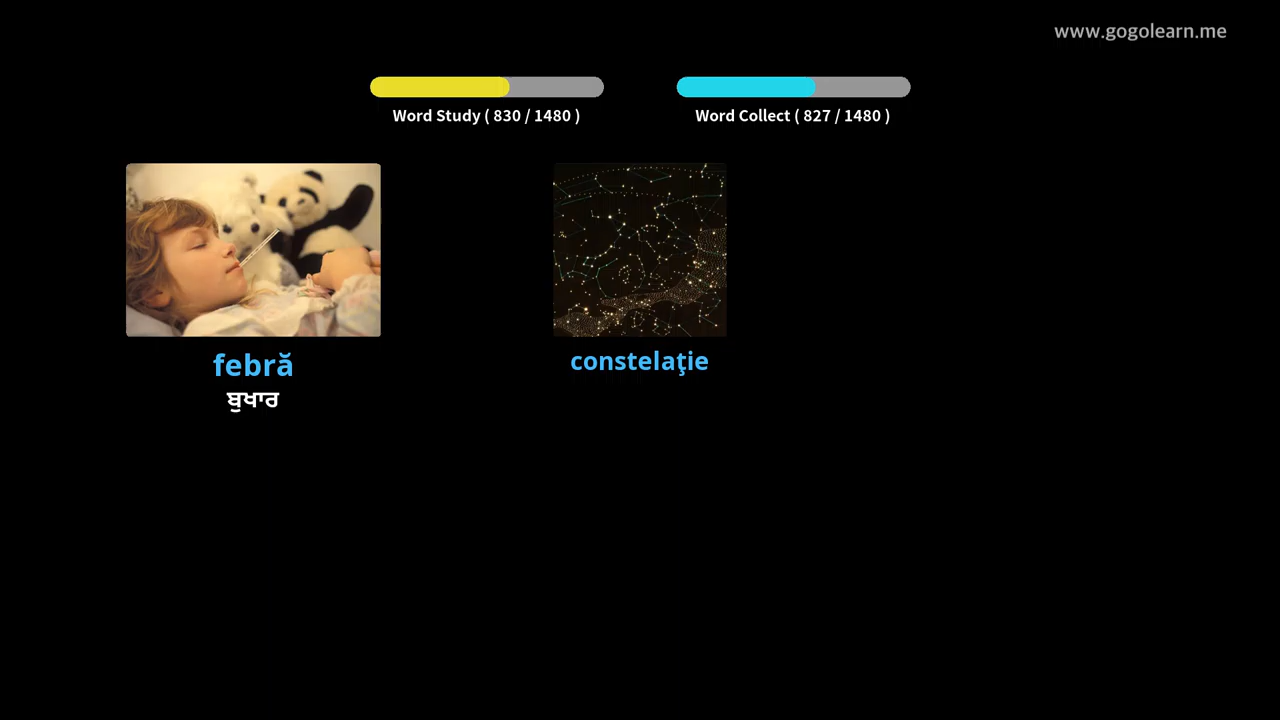 www.gogolearn.me
Word Study ( 830 / 1480 )
Word Collect ( 827 / 1480 )
febră
ਬੁਖਾਰ
constelaţie